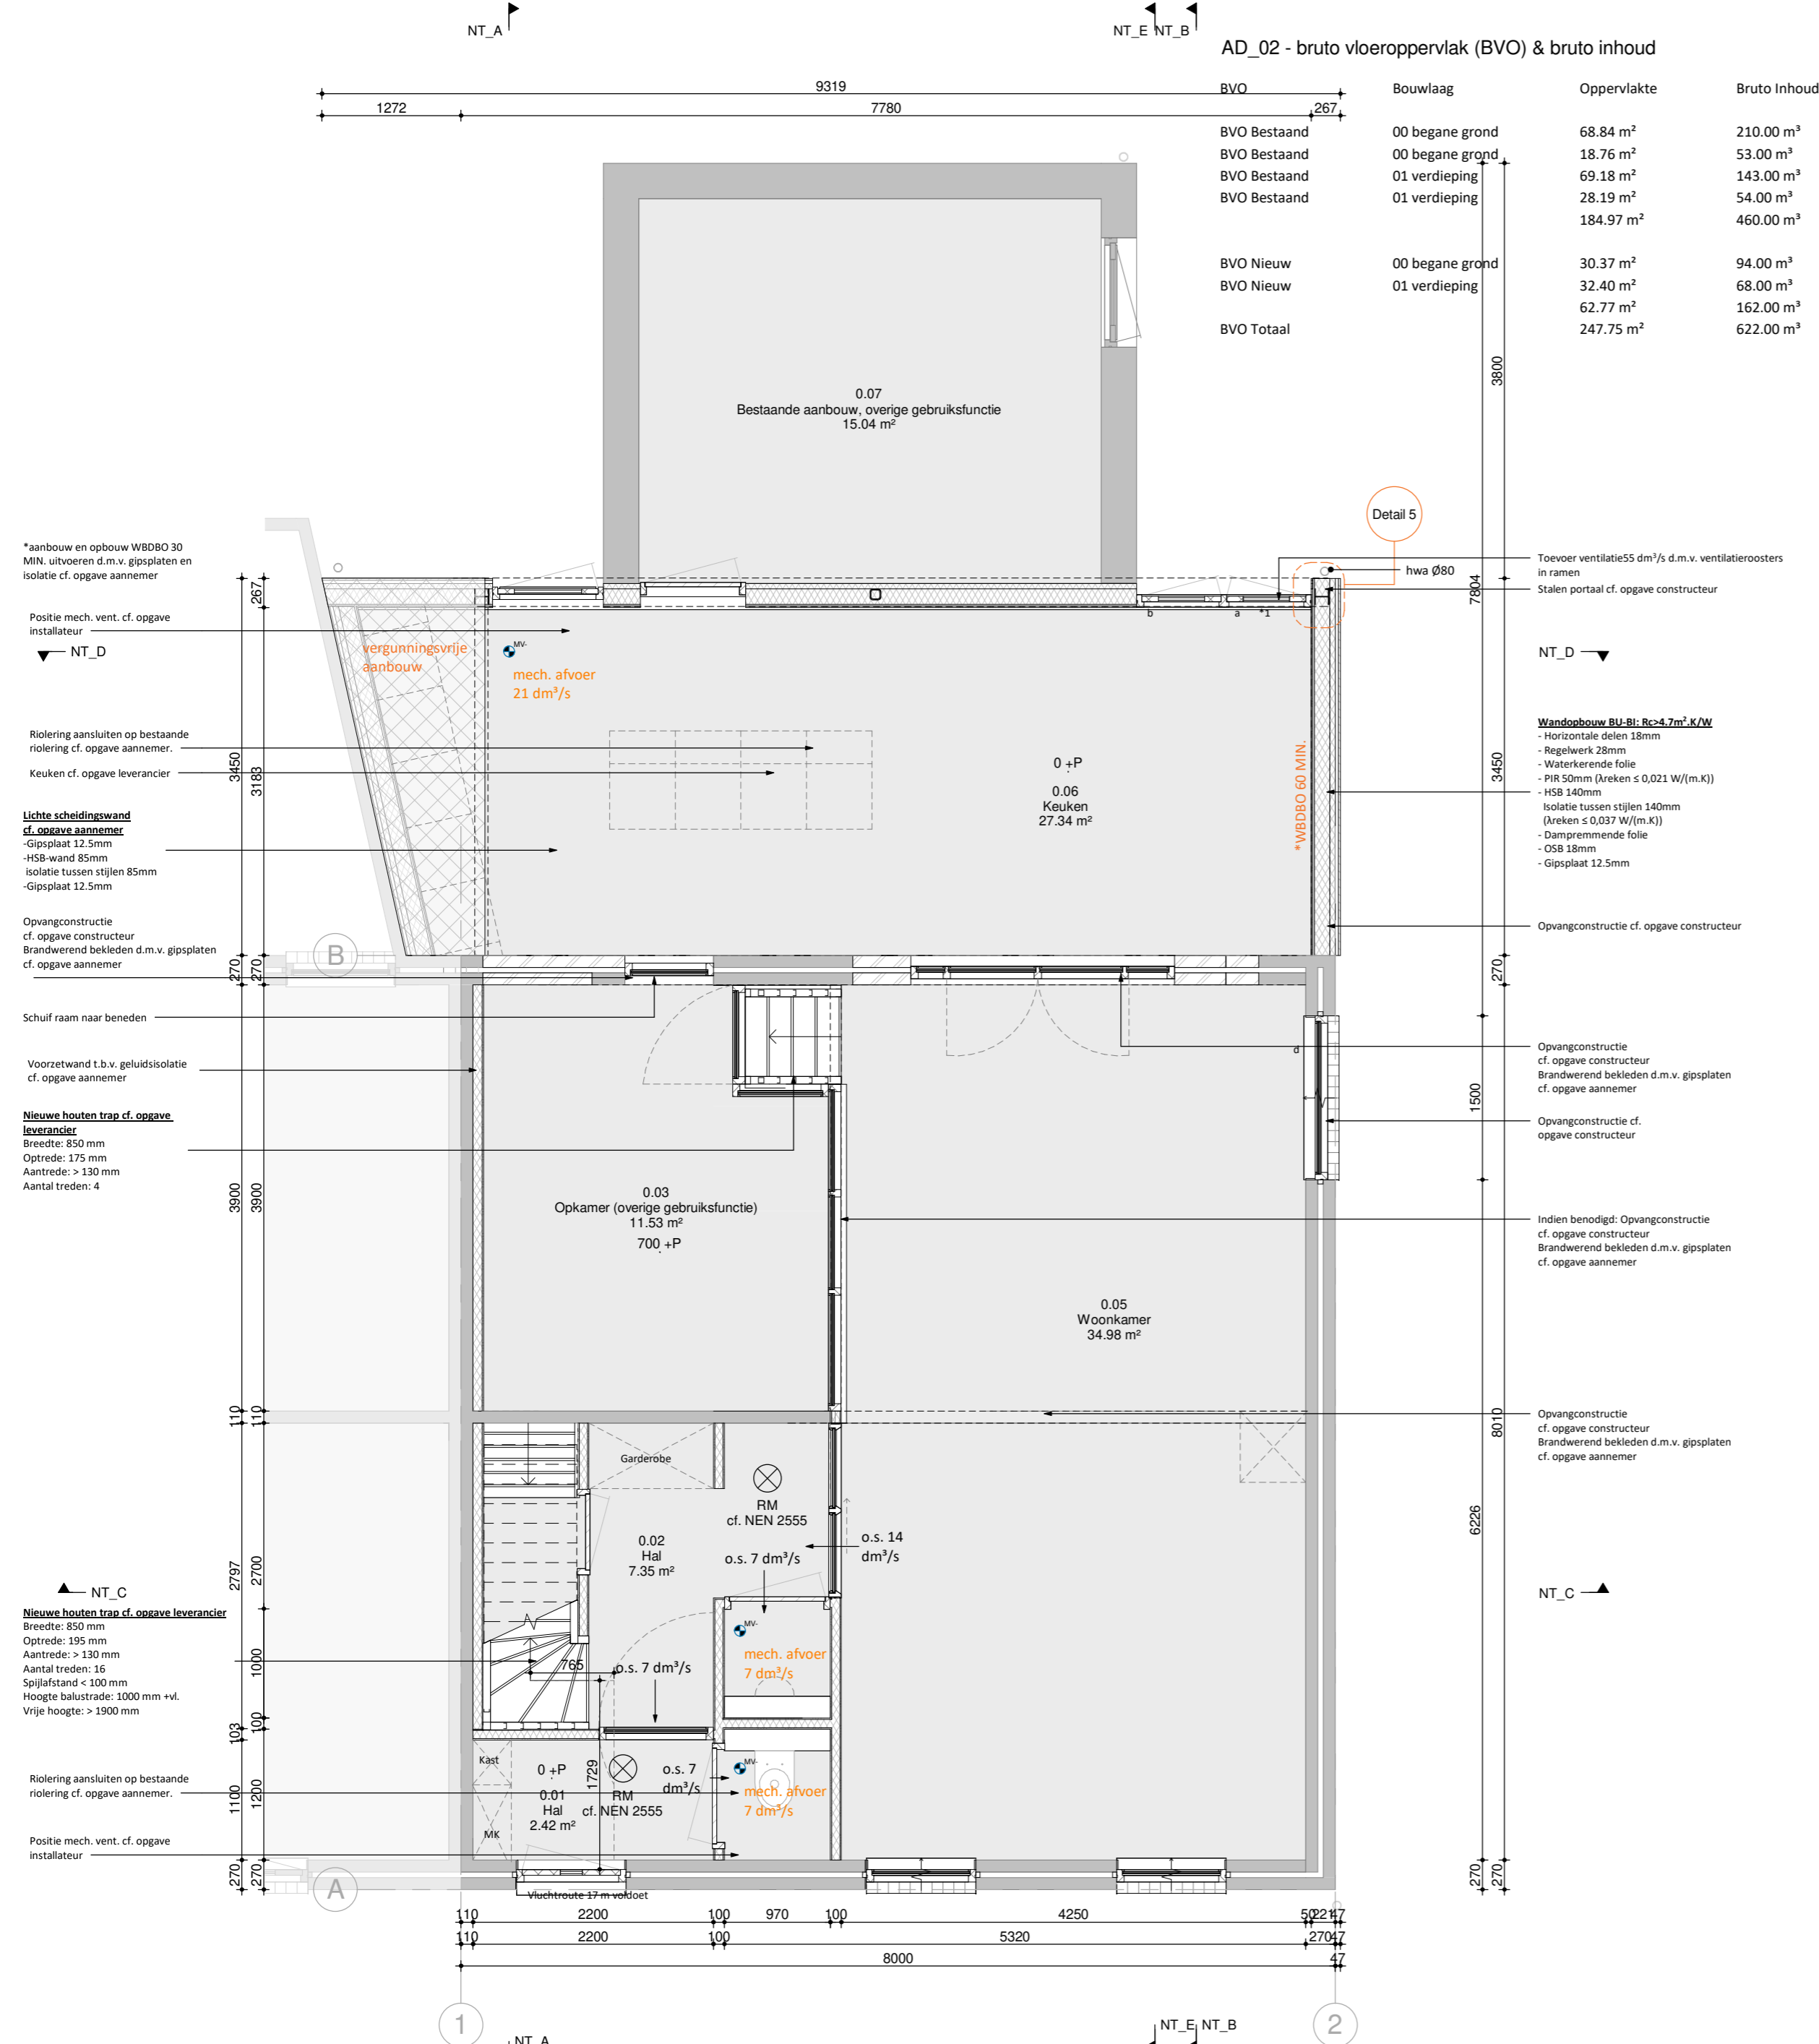 NT_A
NT_E NT_B
AD_02 - bruto vloeroppervlak (BVO) & bruto inhoud
BVO Bouwlaag Oppervlakte Bruto Inhoud
BVO Bestaand 00 begane grond 68.84 m² 210.00 m³
BVO Bestaand 00 begane grond 18.76 m² 53.00 m³
BVO Bestaand 01 verdieping 69.18 m² 143.00 m³
BVO Bestaand 01 verdieping 28.19 m² 54.00 m³
184.97 m² 460.00 m³
BVO Nieuw 00 begane grond 30.37 m² 94.00 m³
BVO Nieuw 01 verdieping 32.40 m² 68.00 m³
62.77 m² 162.00 m³
BVO Totaal 247.75 m² 622.00 m³
9319
1272 7780 267
3800
0.07
Bestaande aanbouw, overige gebruiksfunctie
15.04 m²
Detail 5
hwa Ø80
7804
*aanbouw en opbouw WBDBO 30
MIN. uitvoeren d.m.v. gipsplaten en
isolatie cf. opgave aannemer
Positie mech. vent. cf. opgave
installateur
NT_D
Riolering aansluiten op bestaande
riolering cf. opgave aannemer.
Keuken cf. opgave leverancier
Lichte scheidingswand
cf. opgave aannemer
-Gipsplaat 12.5mm
-HSB-wand 85mm
isolatie tussen stijlen 85mm
-Gipsplaat 12.5mm
Opvangconstructie
cf. opgave constructeur
Brandwerend bekleden d.m.v. gipsplaten
cf. opgave aannemer
Schuif raam naar beneden
Voorzetwand t.b.v. geluidsisolatie
cf. opgave aannemer
Nieuwe houten trap cf. opgave
leverancier
Breedte: 850 mm
Optrede: 175 mm
Aantrede: > 130 mm
Aantal treden: 4
NT_C
Nieuwe houten trap cf. opgave leverancier
Breedte: 850 mm
Optrede: 195 mm
Aantrede: > 130 mm
Aantal treden: 16
Spijlafstand < 100 mm
Hoogte balustrade: 1000 mm +vl.
Vrije hoogte: > 1900 mm
Riolering aansluiten op bestaande
riolering cf. opgave aannemer.
Positie mech. vent. cf. opgave
installateur
267
3450 3183
270 270
3900 3900
110 110
2797 2700
1000
103 100
1100 1200
270 270
B
A
vergunningsvrije
aanbouw
MV-
mech. afvoer
21 dm³/s
b a *1
0 +P
0.06
Keuken
27.34 m²
*WBDBO 60 MIN.
d
0.03
Opkamer (overige gebruiksfunctie)
11.53 m²
700 +P
0.05
Woonkamer
34.98 m²
Garderobe
RM
cf. NEN 2555
0.02
Hal
7.35 m²
o.s. 14
dm³/s
o.s. 7 dm³/s
MV-
mech. afvoer
7 dm³/s
765
o.s. 7 dm³/s
Kast
MK
0 +P
0.01
Hal
2.42 m²
1729
RM
cf. NEN 2555
o.s. 7
dm³/s
MV-
mech. afvoer
7 dm³/s
Vluchtroute 17 m voldoet
Toevoer ventilatie55 dm³/s d.m.v. ventilatieroosters
in ramen
Stalen portaal cf. opgave constructeur
NT_D
Wandopbouw BU-BI: Rc>4.7m².K/W
- Horizontale delen 18mm
- Regelwerk 28mm
- Waterkerende folie
- PIR 50mm (λreken ≤ 0,021 W/(m.K))
- HSB 140mm
Isolatie tussen stijlen 140mm
(λreken ≤ 0,037 W/(m.K))
- Dampremmende folie
- OSB 18mm
- Gipsplaat 12.5mm
Opvangconstructie cf. opgave constructeur
Opvangconstructie
cf. opgave constructeur
Brandwerend bekleden d.m.v. gipsplaten
cf. opgave aannemer
Opvangconstructie cf.
opgave constructeur
Indien benodigd: Opvangconstructie
cf. opgave constructeur
Brandwerend bekleden d.m.v. gipsplaten
cf. opgave aannemer
Opvangconstructie
cf. opgave constructeur
Brandwerend bekleden d.m.v. gipsplaten
cf. opgave aannemer
NT_C
3450
270
1500
8010
6226
270 270
110 2200 100 970 100 4250 50 221 47
110 2200 100 5320 270 47
8000 47
1 2
NT_A
NT_E NT_B